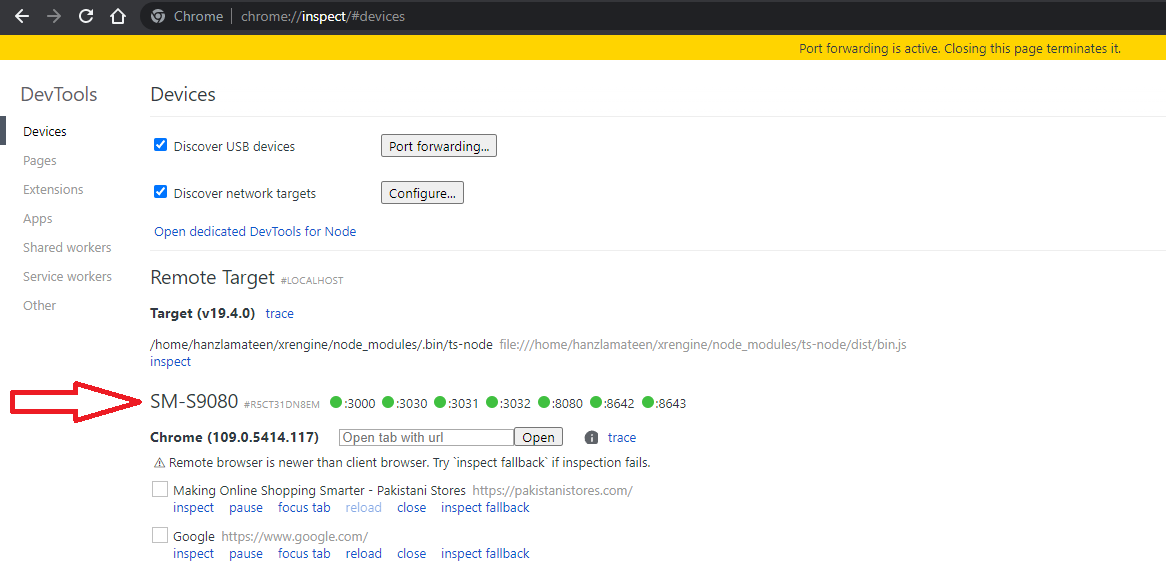 Chrome | chrome://inspect/#devices
Port forwarding is active. Closing this page terminates it.
DevTools
Devices
Pages
Extensions
Apps
Shared workers
Service workers
Other
Devices
Discover USB devices Port forwarding...
Discover network targets Configure...
Open dedicated DevTools for Node
Remote Target #LOCALHOST
Target (v19.4.0) trace
/home/hanzlamateen/xrengine/node_modules/.bin/ts-node file:///home/hanzlamateen/xrengine/node_modules/ts-node/dist/bin.js
inspect
SM-S9080 #R5CT31DN8EM :3000 :3030 :3031 :3032 :8080 :8642 :8643
Chrome (109.0.5414.117) Open tab with url Open trace
Remote browser is newer than client browser. Try `inspect fallback` if inspection fails.
Making Online Shopping Smarter - Pakistani Stores https://pakistanistores.com/
inspect pause focus tab reload close inspect fallback
Google https://www.google.com/
inspect pause focus tab reload close inspect fallback